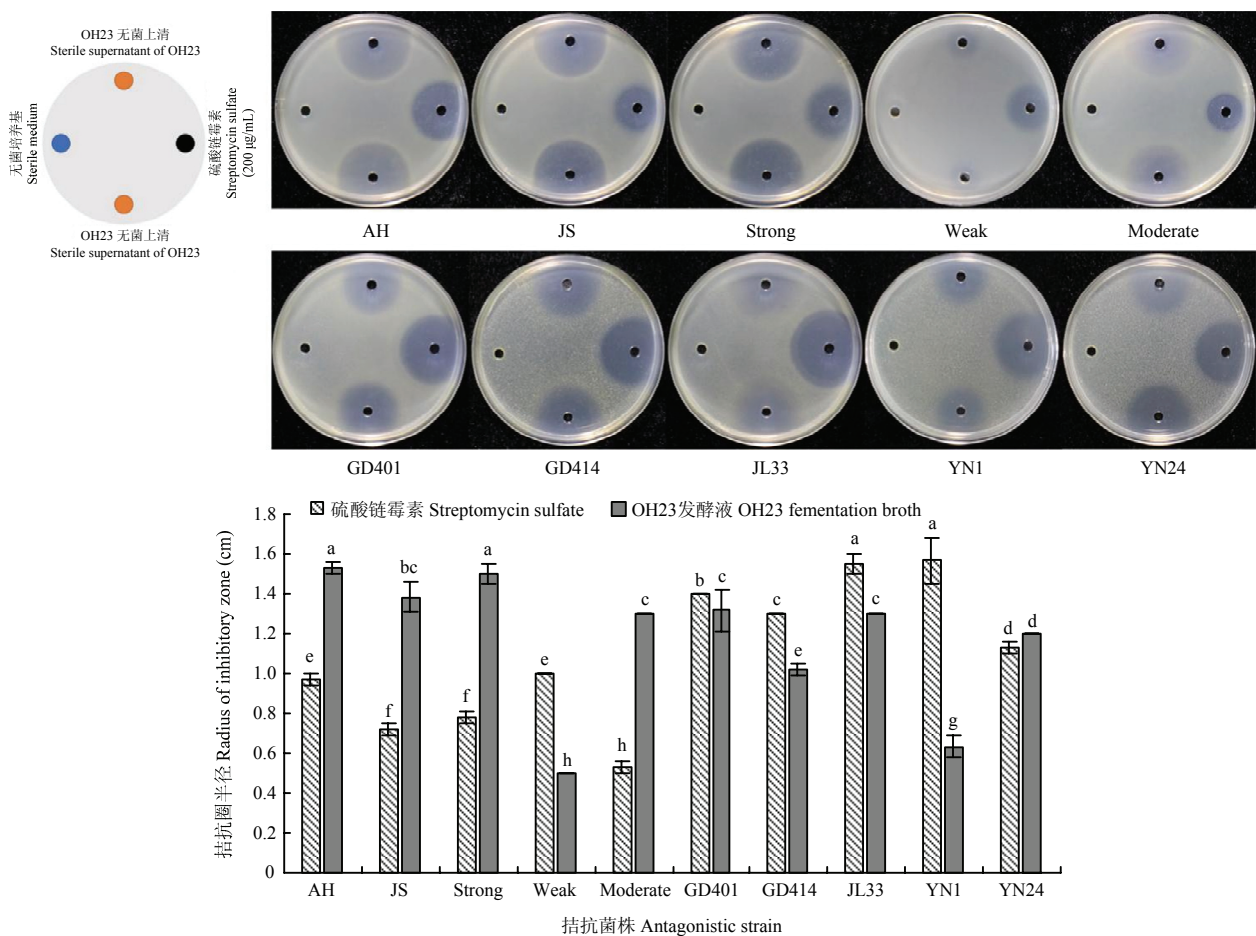 OH23 无菌上清
Sterile supernatant of OH23
无菌培养基
Sterile medium
硫酸链霉素
Streptomycin sulfate
(200 μg/mL)
OH23 无菌上清
Sterile supernatant of OH23
AH JS Strong Weak Moderate
GD401 GD414 JL33 YN1 YN24
硫酸链霉素 Streptomycin sulfate OH23发酵液 OH23 fementation broth
拮抗圈半径 Radius of inhibitory zone (cm)
1.8
1.6
1.4
1.2
1.0
0.8
0.6
0.4
0.2
0
e a
f bc
f a
e h
h c
b c
c e
a c
a g
d d
AH JS Strong Weak Moderate GD401 GD414 JL33 YN1 YN24
拮抗菌株 Antagonistic strain